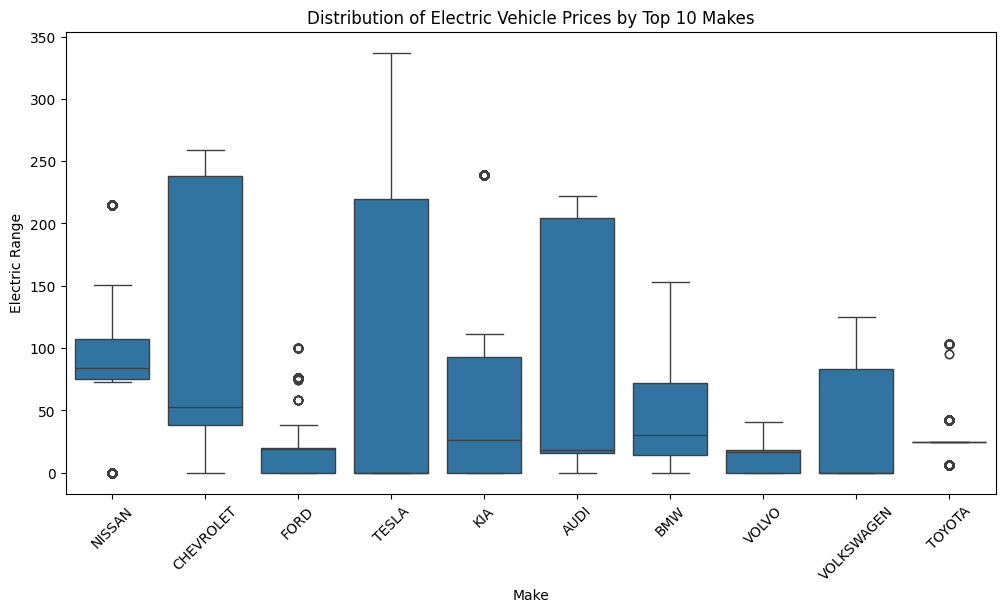 Distribution of Electric Vehicle Prices by Top 10 Makes
350
300
250
200
150
100
50
0
Electric Range
NISSAN
CHEVROLET
FORD
TESLA
KIA
AUDI
BMW
VOLVO
VOLKSWAGEN
TOYOTA
Make